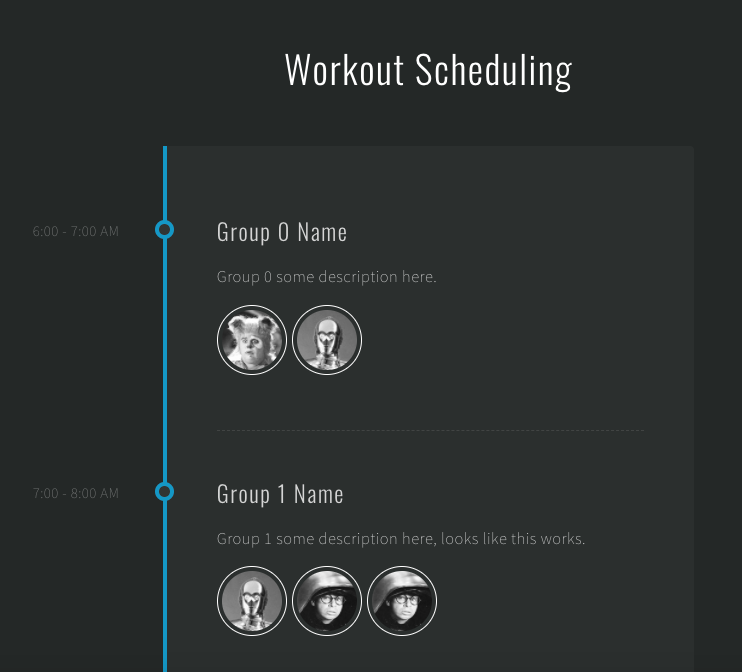 Workout Scheduling
6:00 - 7:00 AM
Group 0 Name
Group 0 some description here.
7:00 - 8:00 AM
Group 1 Name
Group 1 some description here, looks like this works.